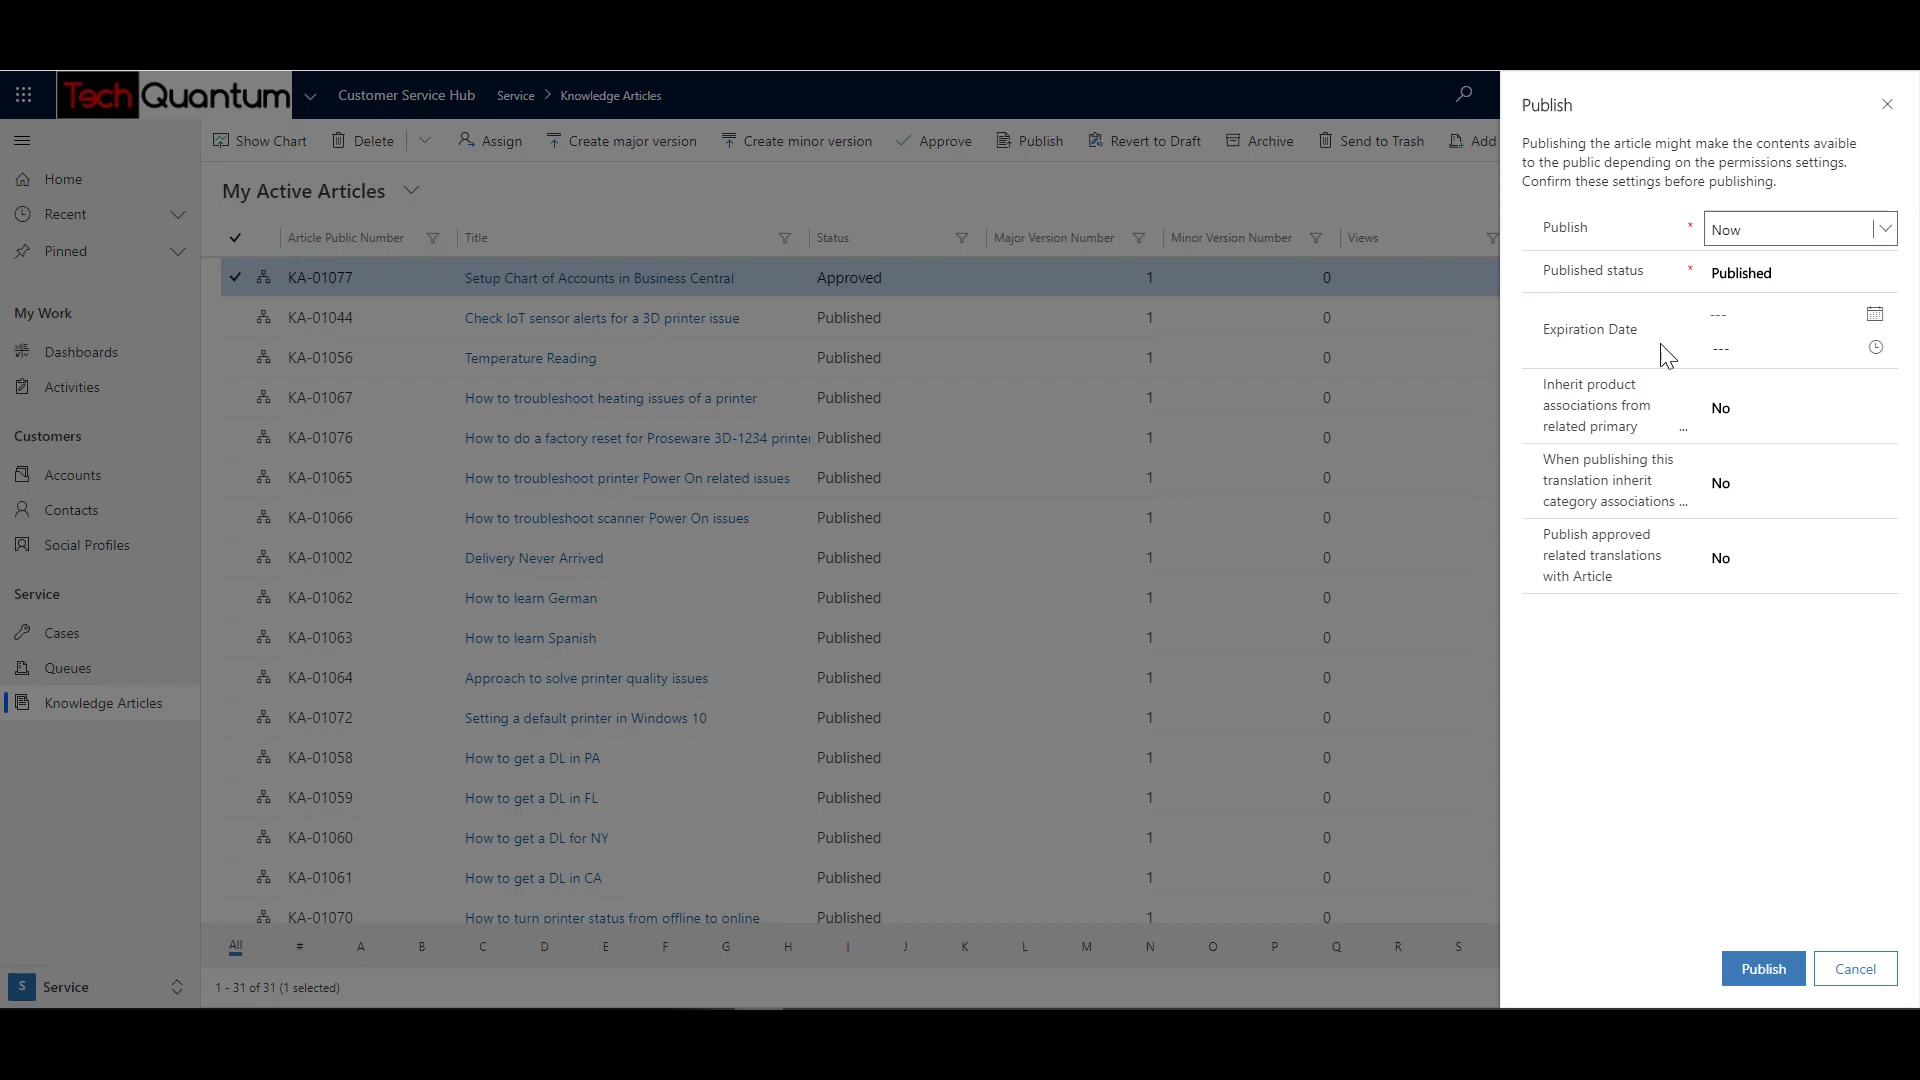 Tech Quantum
Customer Service Hub
Service > Knowledge Articles
Show Chart
Delete
Assign
Create major version
Create minor version
Approve
Publish
Revert to Draft
Archive
Send to Trash
Add
Home
Recent
Pinned
My Work
Dashboards
Activities
Customers
Accounts
Contacts
Social Profiles
Service
Cases
Queues
Knowledge Articles
S Service
My Active Articles
Article Public Number Title Status Major Version Number Minor Version Number Views
KA-01077 Setup Chart of Accounts in Business Central Approved 1 0
KA-01044 Check IoT sensor alerts for a 3D printer issue Published 1 0
KA-01056 Temperature Reading Published 1 0
KA-01067 How to troubleshoot heating issues of a printer Published 1 0
KA-01076 How to do a factory reset for Proseware 3D-1234 printer Published 1 0
KA-01065 How to troubleshoot printer Power On related issues Published 1 0
KA-01066 How to troubleshoot scanner Power On issues Published 1 0
KA-01002 Delivery Never Arrived Published 1 0
KA-01062 How to learn German Published 1 0
KA-01063 How to learn Spanish Published 1 0
KA-01064 Approach to solve printer quality issues Published 1 0
KA-01072 Setting a default printer in Windows 10 Published 1 0
KA-01058 How to get a DL in PA Published 1 0
KA-01059 How to get a DL in FL Published 1 0
KA-01060 How to get a DL for NY Published 1 0
KA-01061 How to get a DL in CA Published 1 0
KA-01070 How to turn printer status from offline to online Published 1 0
All # A B C D E F G H I J K L M N O P Q R S
1 - 31 of 31 (1 selected)
Publish
Publishing the article might make the contents avaible
to the public depending on the permissions settings.
Confirm these settings before publishing.
Publish * Now
Published status * Published
Expiration Date
---
---
Inherit product
associations from
related primary ...
No
When publishing this
translation inherit
category associations ...
No
Publish approved
related translations
with Article
No
Publish
Cancel